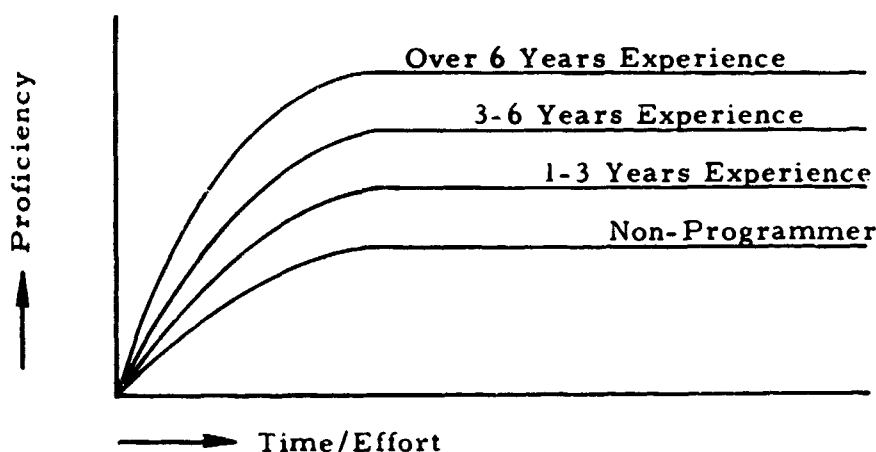 Over 6 Years Experience
3-6 Years Experience
1-3 Years Experience
Non-Programmer
Proficiency
Time/Effort